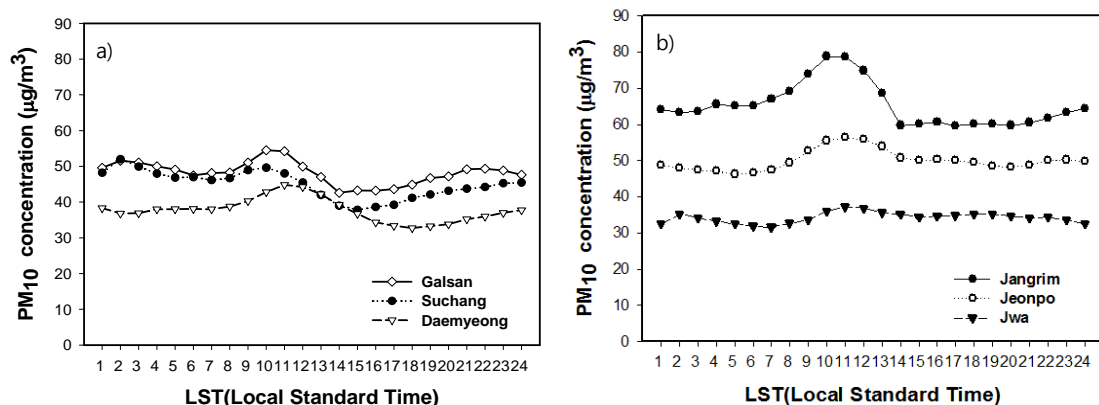 a)
PM10 concentration (μg/m³)
90
80
70
60
50
40
30
20
10
0
Galsan
Suchang
Daemyeong
1 2 3 4 5 6 7 8 9 10 11 12 13 14 15 16 17 18 19 20 21 22 23 24
LST(Local Standard Time)
b)
PM10 concentration (μg/m³)
90
80
70
60
50
40
30
20
10
0
Jangrim
Jeonpo
Jwa
1 2 3 4 5 6 7 8 9 10 11 12 13 14 15 16 17 18 19 20 21 22 23 24
LST(Local Standard Time)